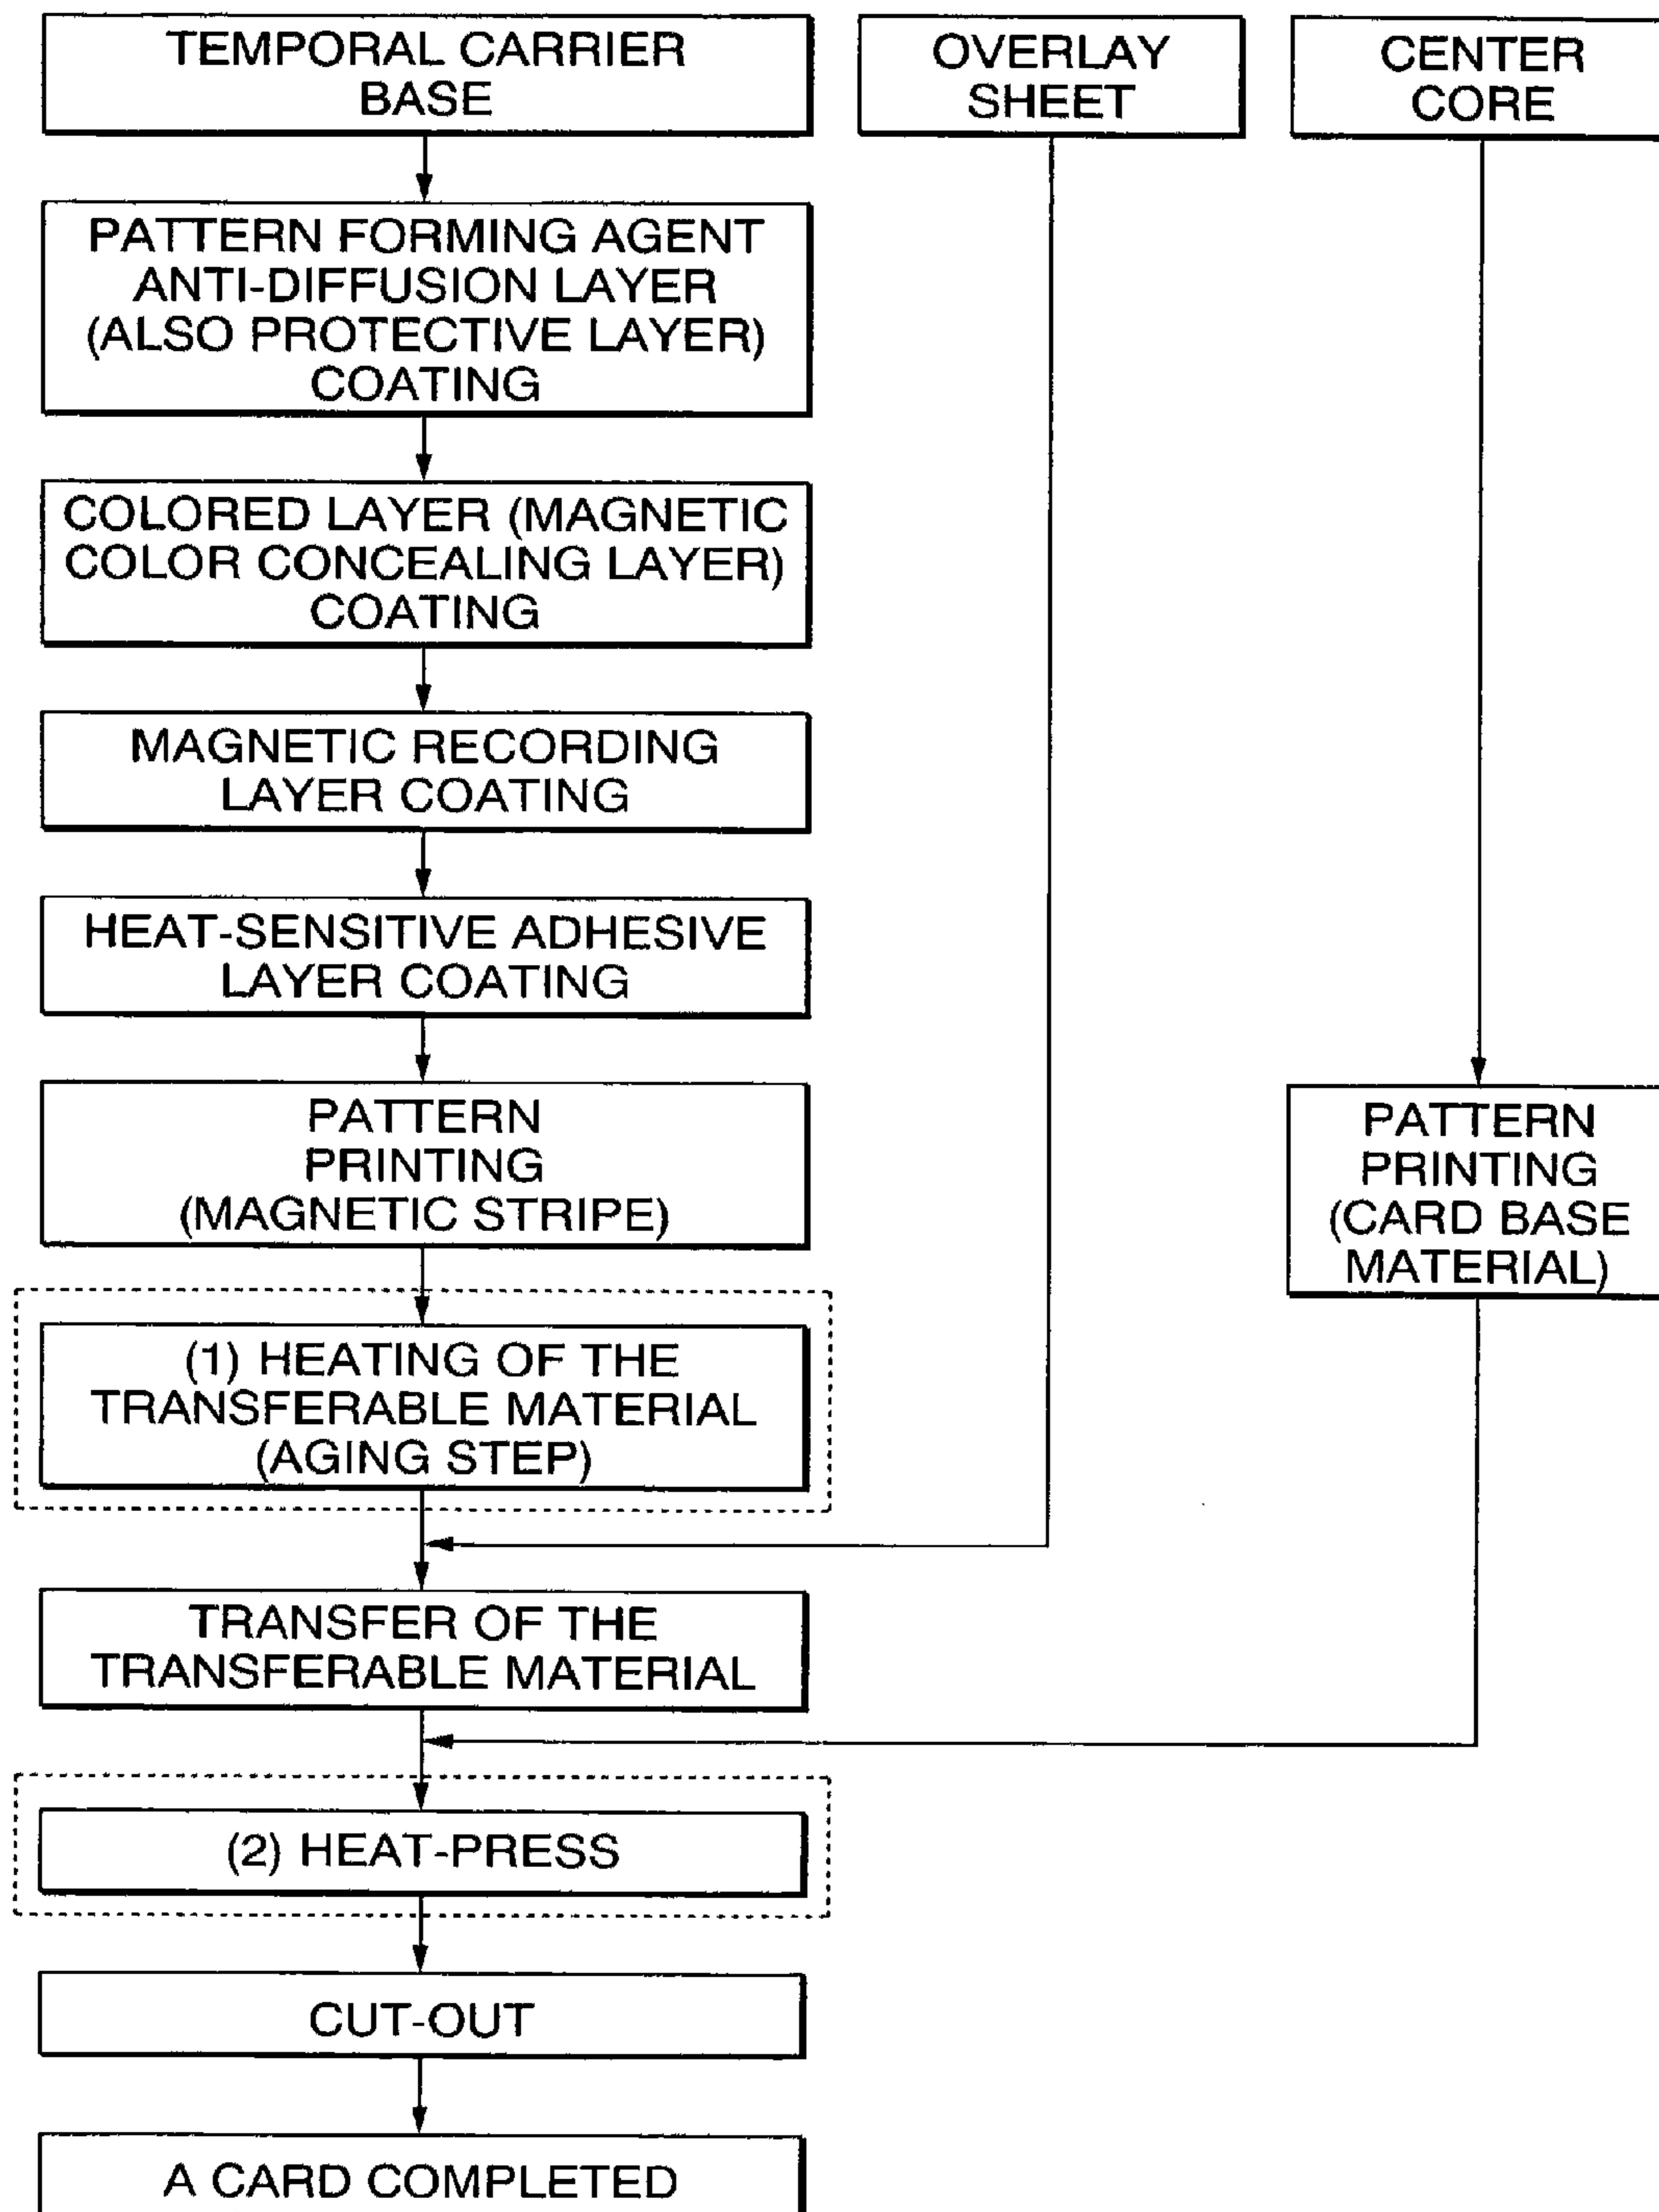 TEMPORAL CARRIER
BASE
OVERLAY
SHEET
CENTER
CORE
PATTERN FORMING AGENT
ANTI-DIFFUSION LAYER
(ALSO PROTECTIVE LAYER)
COATING
COLORED LAYER (MAGNETIC
COLOR CONCEALING LAYER)
COATING
MAGNETIC RECORDING
LAYER COATING
HEAT-SENSITIVE ADHESIVE
LAYER COATING
PATTERN
PRINTING
(MAGNETIC STRIPE)
PATTERN
PRINTING
(CARD BASE
MATERIAL)
(1) HEATING OF THE
TRANSFERABLE MATERIAL
(AGING STEP)
TRANSFER OF THE
TRANSFERABLE MATERIAL
(2) HEAT-PRESS
CUT-OUT
A CARD COMPLETED